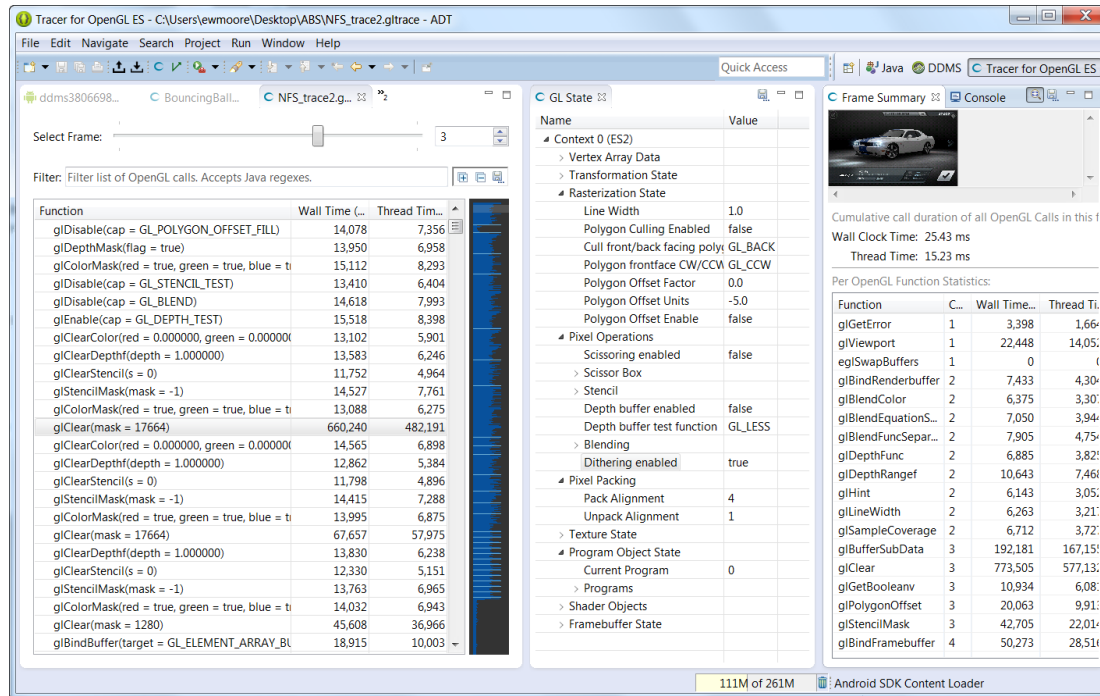 Tracer for OpenGL ES - C:\Users\ewmoore\Desktop\ABS\NFS_trace2.gltrace - ADT
File Edit Navigate Search Project Run Window Help
Quick Access
Java
DDMS
Tracer for OpenGL ES
ddms3806698...
BouncingBall...
NFS_trace2.g...
»2
Select Frame:
3
Filter: Filter list of OpenGL calls. Accepts Java regexes.
Function Wall Time (... Thread Tim...
glDisable(cap = GL_POLYGON_OFFSET_FILL) 14,078 7,356
glDepthMask(flag = true) 13,950 6,958
glColorMask(red = true, green = true, blue = tr 15,112 8,293
glDisable(cap = GL_STENCIL_TEST) 13,410 6,404
glDisable(cap = GL_BLEND) 14,618 7,993
glEnable(cap = GL_DEPTH_TEST) 15,518 8,398
glClearColor(red = 0.000000, green = 0.000000 13,102 5,901
glClearDepthf(depth = 1.000000) 13,583 6,246
glClearStencil(s = 0) 11,752 4,964
glStencilMask(mask = -1) 14,527 7,761
glColorMask(red = true, green = true, blue = tr 13,088 6,275
glClear(mask = 17664) 660,240 482,191
glClearColor(red = 0.000000, green = 0.000000 14,565 6,898
glClearDepthf(depth = 1.000000) 12,862 5,384
glClearStencil(s = 0) 11,798 4,896
glStencilMask(mask = -1) 14,415 7,288
glColorMask(red = true, green = true, blue = tr 13,995 6,875
glClear(mask = 17664) 67,657 57,975
glClearDepthf(depth = 1.000000) 13,830 6,238
glClearStencil(s = 0) 12,330 5,151
glStencilMask(mask = -1) 13,763 6,965
glColorMask(red = true, green = true, blue = tr 14,032 6,943
glClear(mask = 1280) 45,608 36,966
glBindBuffer(target = GL_ELEMENT_ARRAY_BU 18,915 10,003
GL State
Name Value
Context 0 (ES2)
Vertex Array Data
Transformation State
Rasterization State
Line Width 1.0
Polygon Culling Enabled false
Cull front/back facing polyg GL_BACK
Polygon frontface CW/CCW GL_CCW
Polygon Offset Factor 0.0
Polygon Offset Units -5.0
Polygon Offset Enable false
Pixel Operations
Scissoring enabled false
Scissor Box
Stencil
Depth buffer enabled false
Depth buffer test function GL_LESS
Blending
Dithering enabled true
Pixel Packing
Pack Alignment 4
Unpack Alignment 1
Texture State
Program Object State
Current Program 0
Programs
Shader Objects
Framebuffer State
Frame Summary
Console
Cumulative call duration of all OpenGL Calls in this f
Wall Clock Time: 25.43 ms
Thread Time: 15.23 ms
Per OpenGL Function Statistics:
Function C... Wall Time... Thread Ti
glGetError 1 3,398 1,664
glViewport 1 22,448 14,052
eglSwapBuffers 1 0 0
glBindRenderbuffer 2 7,433 4,304
glBlendColor 2 6,375 3,307
glBlendEquationS... 2 7,050 3,944
glBlendFuncSepar... 2 7,905 4,754
glDepthFunc 2 6,885 3,825
glDepthRangef 2 10,643 7,468
glHint 2 6,143 3,052
glLineWidth 2 6,263 3,217
glSampleCoverage 2 6,712 3,727
glBufferSubData 3 192,181 167,155
glClear 3 773,505 577,132
glGetBooleanv 3 10,934 6,081
glPolygonOffset 3 20,063 9,913
glStencilMask 3 42,705 22,014
glBindFramebuffer 4 50,273 28,516
111M of 261M
Android SDK Content Loader